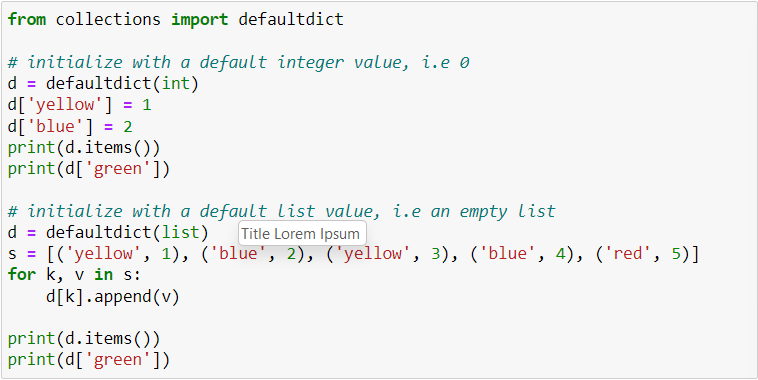 from collections import defaultdict

# initialize with a default integer value, i.e 0
d = defaultdict(int)
d['yellow'] = 1
d['blue'] = 2
print(d.items())
print(d['green'])

# initialize with a default list value, i.e an empty list
d = defaultdict(list)
Title Lorem Ipsum
s = [('yellow', 1), ('blue', 2), ('yellow', 3), ('blue', 4), ('red', 5)]
for k, v in s:
    d[k].append(v)

print(d.items())
print(d['green'])